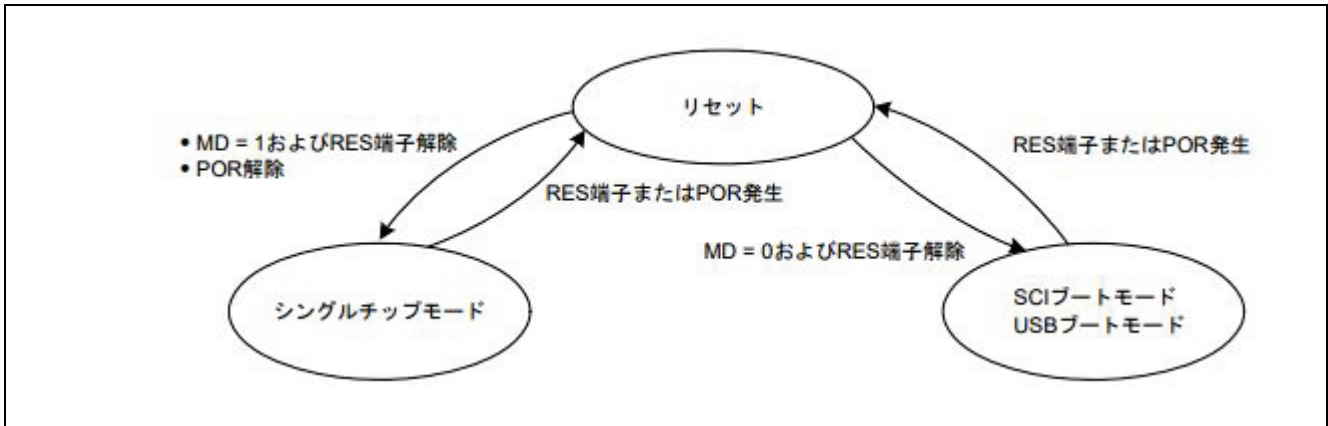 リセット
• MD = 1およびRES端子解除
• POR解除
RES端子またはPOR発生
RES端子またはPOR発生
MD = 0およびRES端子解除
シングルチップモード
SCIブートモード
USBブートモード